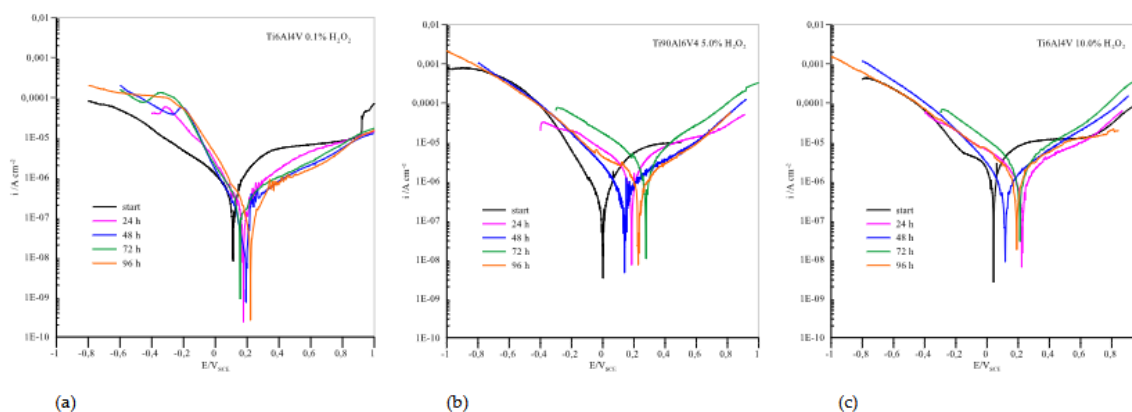 Ti6Al4V 0.1% H₂O₂
i /A cm⁻²
0,01
0,001
0,0001
1E-05
1E-06
1E-07
1E-08
1E-09
1E-10
start
24 h
48 h
72 h
96 h
-1 -0,8 -0,6 -0,4 -0,2 0 0,2 0,4 0,6 0,8 1
E/V_SCE
(a)
Ti90Al6V4 5.0% H₂O₂
i /A cm⁻²
0,01
0,001
0,0001
1E-05
1E-06
1E-07
1E-08
1E-09
1E-10
start
24 h
48 h
72 h
96 h
-1 -0,8 -0,6 -0,4 -0,2 0 0,2 0,4 0,6 0,8 1
E/V_SCE
(b)
Ti6Al4V 10.0% H₂O₂
i /A cm⁻²
0,01
0,001
0,0001
1E-05
1E-06
1E-07
1E-08
1E-09
1E-10
start
24 h
48 h
72 h
96 h
-1 -0,8 -0,6 -0,4 -0,2 0 0,2 0,4 0,6 0,8
E/V_SCE
(c)